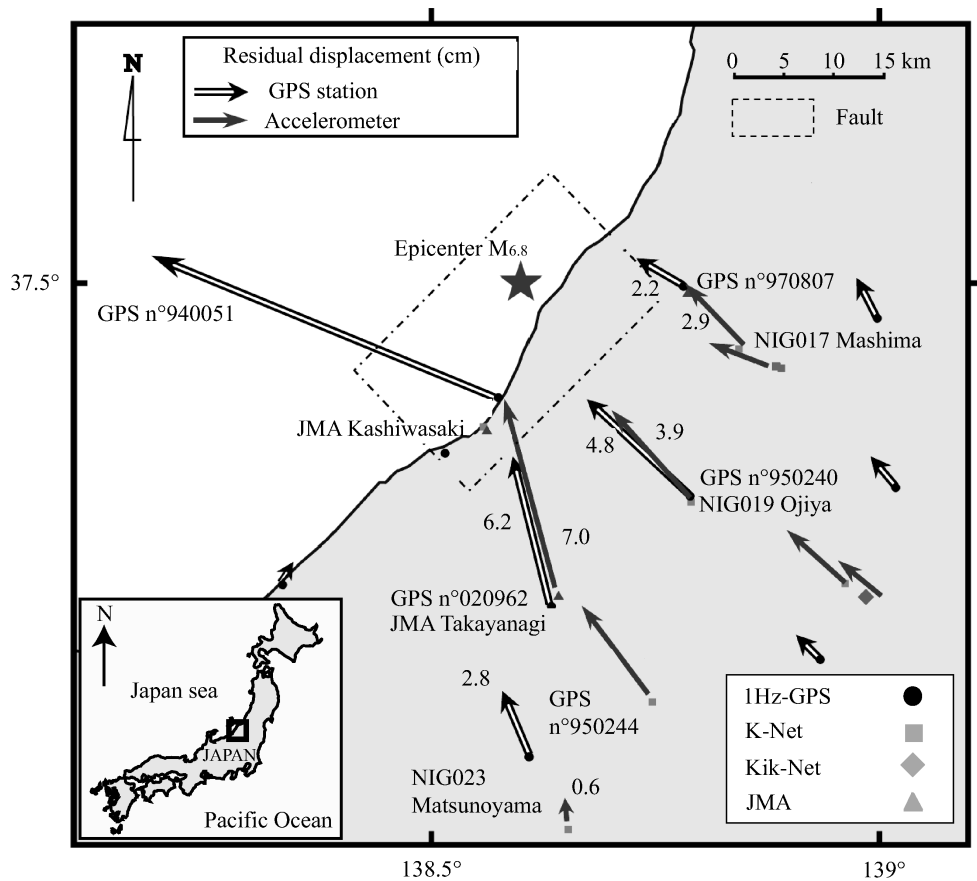 Residual displacement (cm)
GPS station
Accelerometer
N
0 5 10 15 km
Fault
Epicenter M6.8
37.5°
GPS n°940051
2.2
GPS n°970807
2.9
NIG017 Mashima
JMA Kashiwasaki
4.8
3.9
GPS n°950240
NIG019 Ojiya
6.2
7.0
GPS n°020962
JMA Takayanagi
2.8
GPS
n°950244
NIG023
Matsunoyama
0.6
N
Japan sea
JAPAN
Pacific Ocean
1Hz-GPS
K-Net
Kik-Net
JMA
138.5°
139°